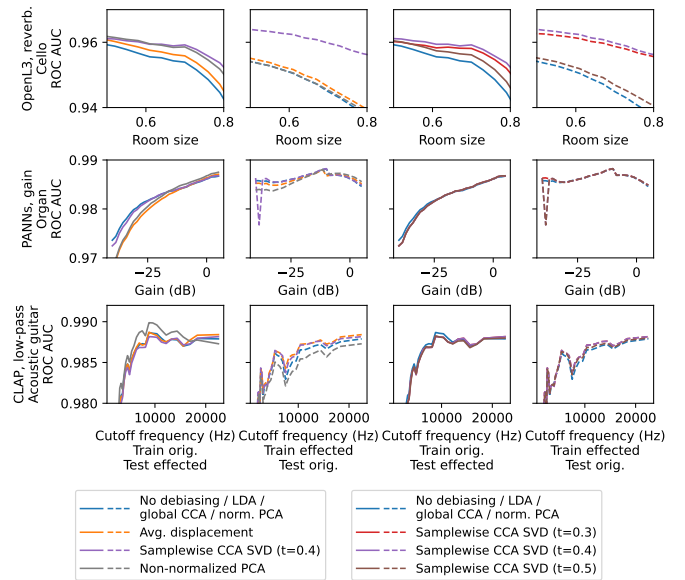 OpenL3, reverb.
Cello
ROC AUC
0.96
0.94
0.6
0.8
Room size
0.6
0.8
Room size
0.6
0.8
Room size
0.6
0.8
Room size
PANNs, gain
Organ
ROC AUC
0.99
0.98
0.97
−25
0
Gain (dB)
−25
0
Gain (dB)
−25
0
Gain (dB)
−25
0
Gain (dB)
CLAP, low-pass
Acoustic guitar
ROC AUC
0.990
0.985
0.980
10000
20000
Cutoff frequency (Hz)
Train orig.
Test effected
10000
20000
Cutoff frequency (Hz)
Train effected
Test orig.
10000
20000
Cutoff frequency (Hz)
Train orig.
Test effected
10000
20000
Cutoff frequency (Hz)
Train effected
Test orig.
No debiasing / LDA /
global CCA / norm. PCA
Avg. displacement
Samplewise CCA SVD (t=0.4)
Non-normalized PCA
No debiasing / LDA /
global CCA / norm. PCA
Samplewise CCA SVD (t=0.3)
Samplewise CCA SVD (t=0.4)
Samplewise CCA SVD (t=0.5)